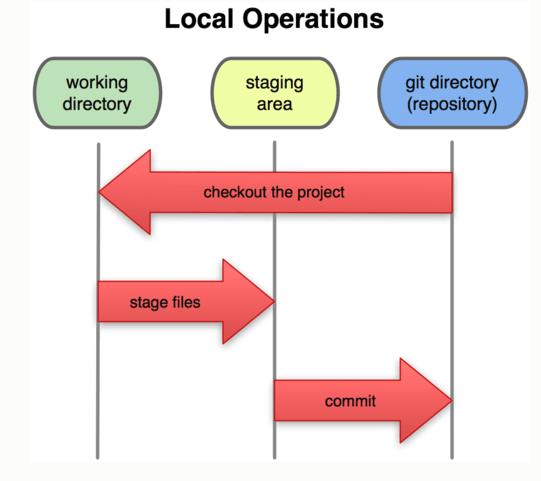 Local Operations
working
directory
staging
area
git directory
(repository)
checkout the project
stage files
commit